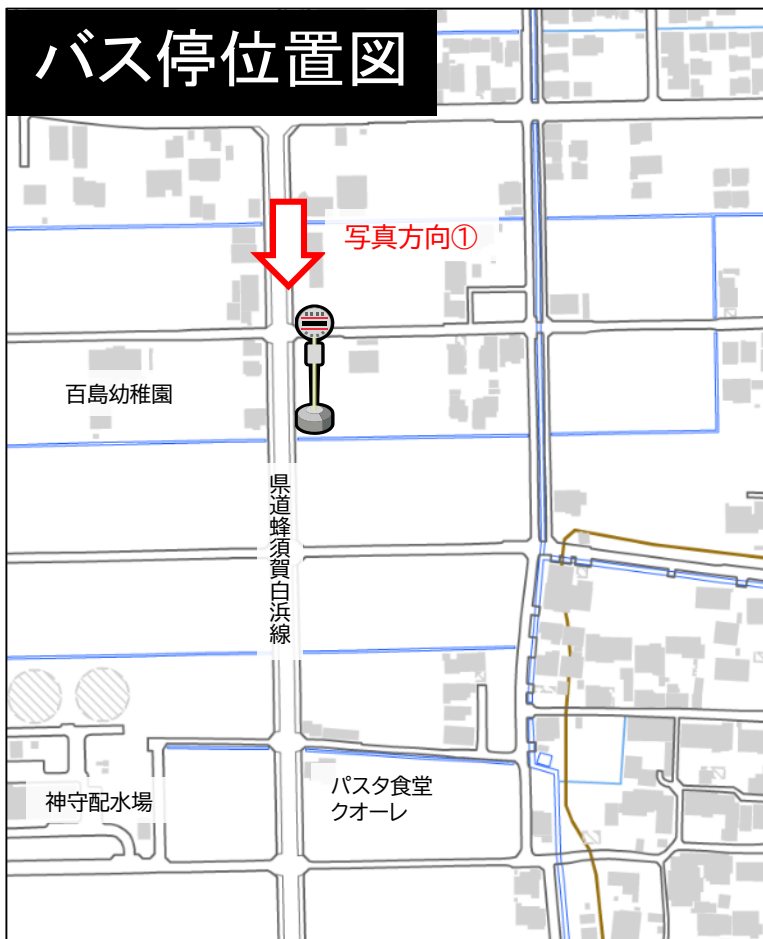 バス停位置図
写真方向①
百島幼稚園
県道蜂須賀白浜線
神守配水場
パスタ食堂
クオーレ